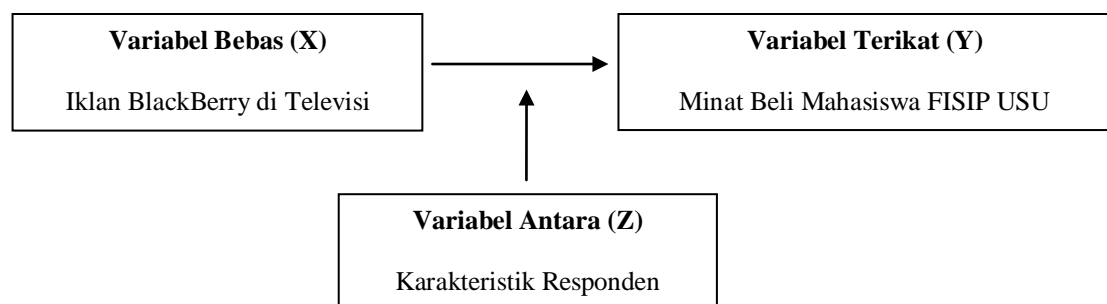 Variabel Bebas (X)
Iklan BlackBerry di Televisi
Variabel Terikat (Y)
Minat Beli Mahasiswa FISIP USU
Variabel Antara (Z)
Karakteristik Responden